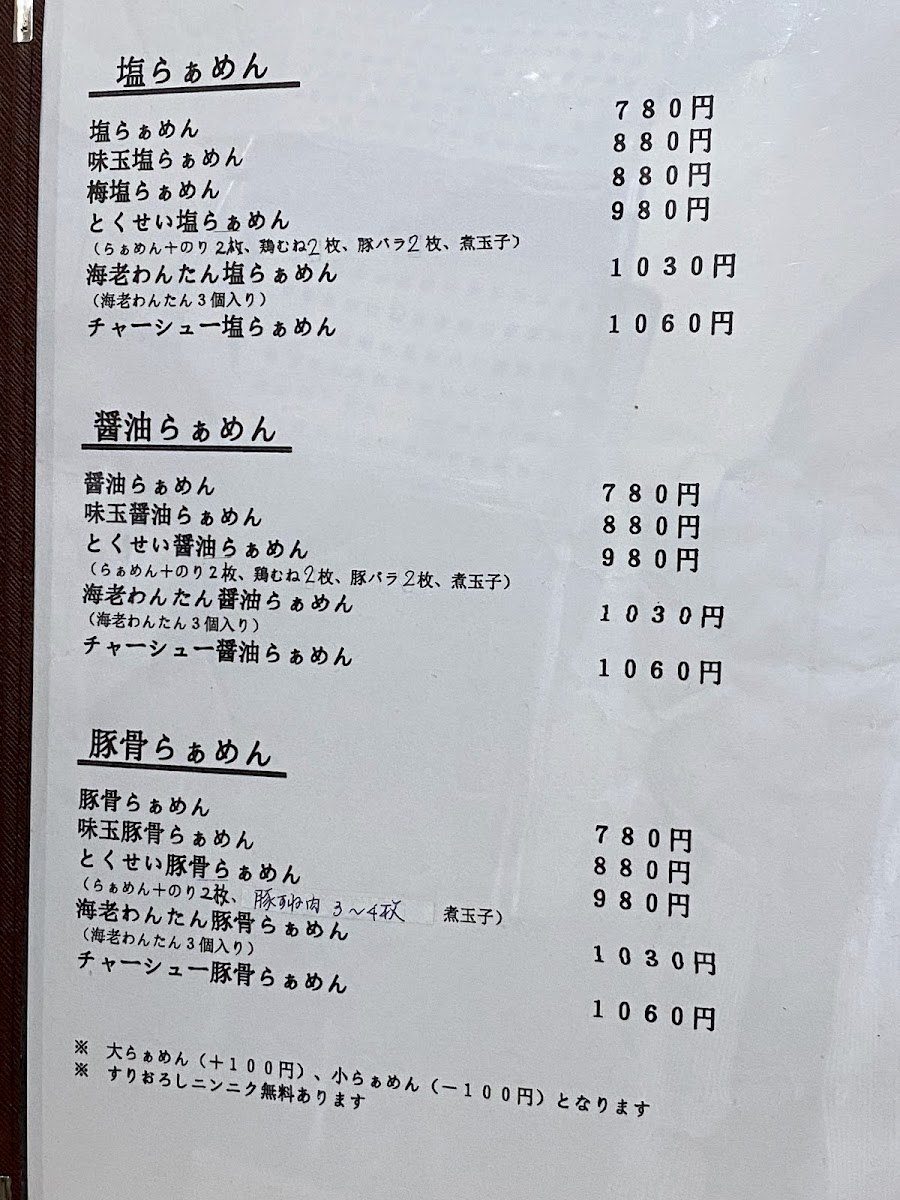 塩らぁめん
塩らぁめん 780円
味玉塩らぁめん 880円
梅塩らぁめん 880円
とくせい塩らぁめん 980円
（らぁめん＋のり2枚、鶏むね2枚、豚バラ2枚、煮玉子）
海老わんたん塩らぁめん 1030円
（海老わんたん3個入り）
チャーシュー塩らぁめん 1060円
醤油らぁめん
醤油らぁめん 780円
味玉醤油らぁめん 880円
とくせい醤油らぁめん 980円
（らぁめん＋のり2枚、鶏むね2枚、豚バラ2枚、煮玉子）
海老わんたん醤油らぁめん 1030円
（海老わんたん3個入り）
チャーシュー醤油らぁめん 1060円
豚骨らぁめん
豚骨らぁめん 780円
味玉豚骨らぁめん 880円
とくせい豚骨らぁめん 980円
（らぁめん＋のり2枚、豚すね肉 3～4枚 煮玉子）
海老わんたん豚骨らぁめん 1030円
（海老わんたん3個入り）
チャーシュー豚骨らぁめん 1060円
※ 大らぁめん（＋100円）、小らぁめん（－100円）となります
※ すりおろしニンニク無料あります